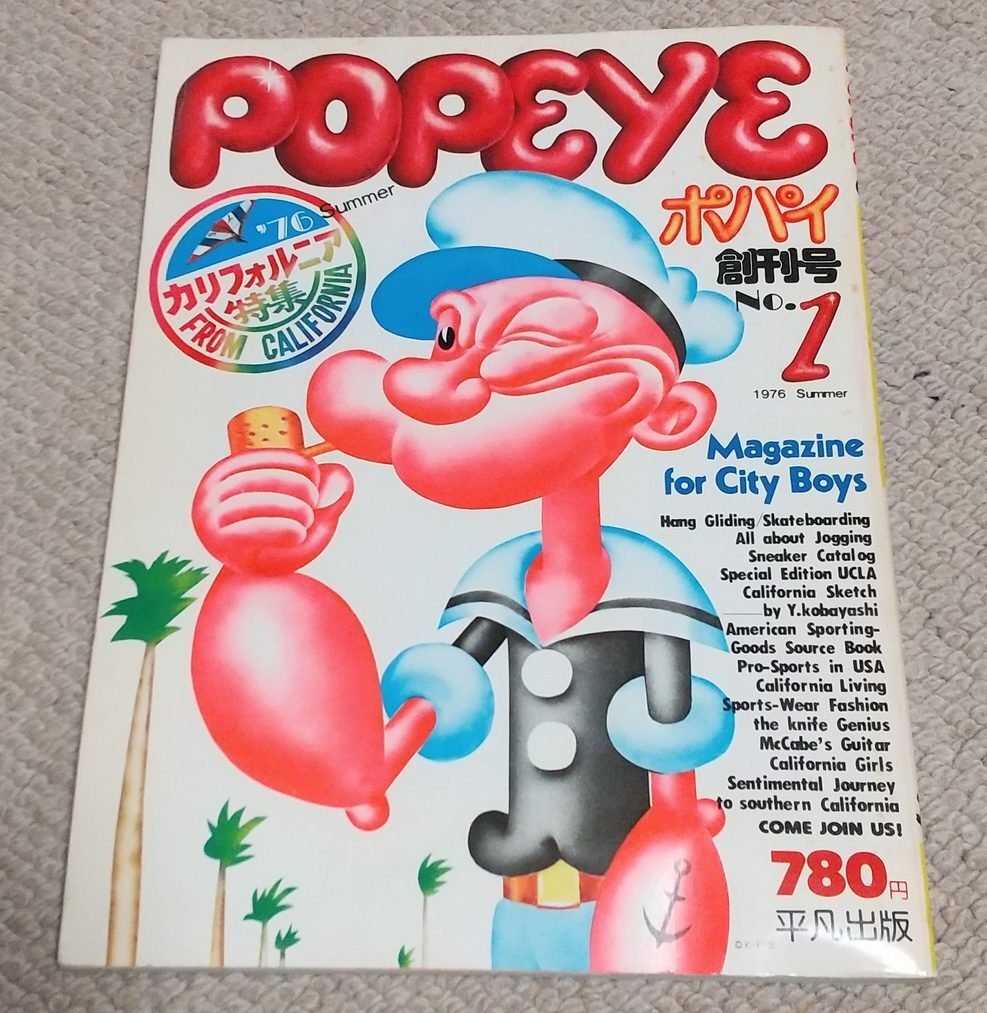 POPEYE
ポパイ
創刊号
No.1
1976 Summer
'76 Summer
カリフォルニア
特集
FROM CALIFORNIA
Magazine
for City Boys
Hang Gliding/Skateboarding
All about Jogging
Sneaker Catalog
Special Edition UCLA
California Sketch
by Y.kobayashi
American Sporting-
Goods Source Book
Pro-Sports in USA
California Living
Sports-Wear Fashion
the knife Genius
McCabe's Guitar
California Girls
Sentimental Journey
to southern California
COME JOIN US!
780円
平凡出版
©K.F.S